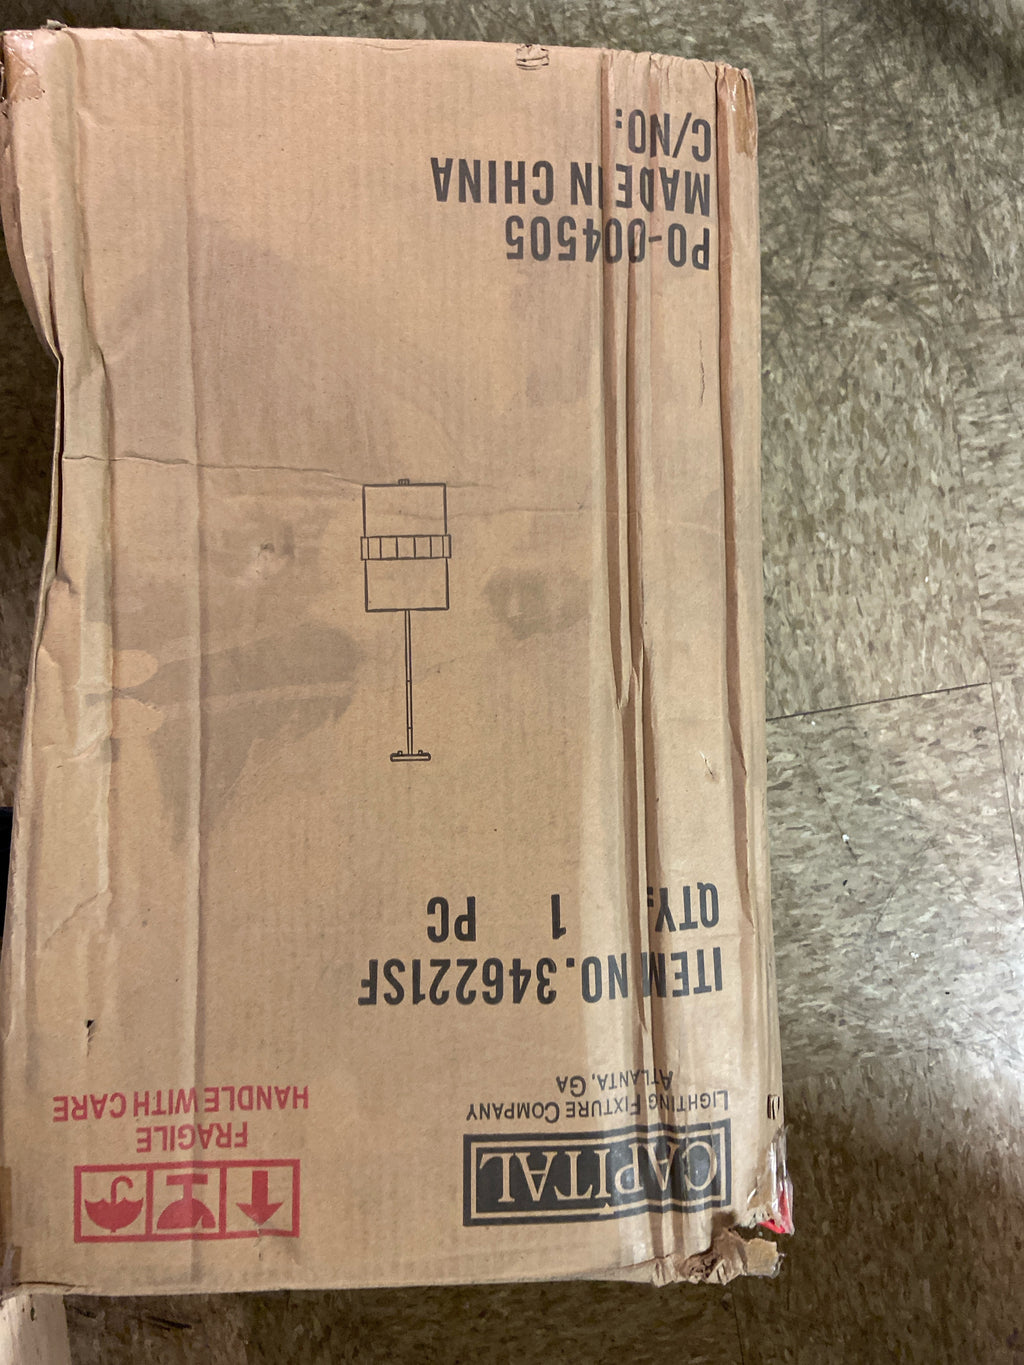 CAPITAL
LIGHTING FIXTURE COMPANY
ATLANTA, GA
FRAGILE
HANDLE WITH CARE
ITEM NO.346221SF
QTY: 1 PC
PO-004505
MADE IN CHINA
C/NO: